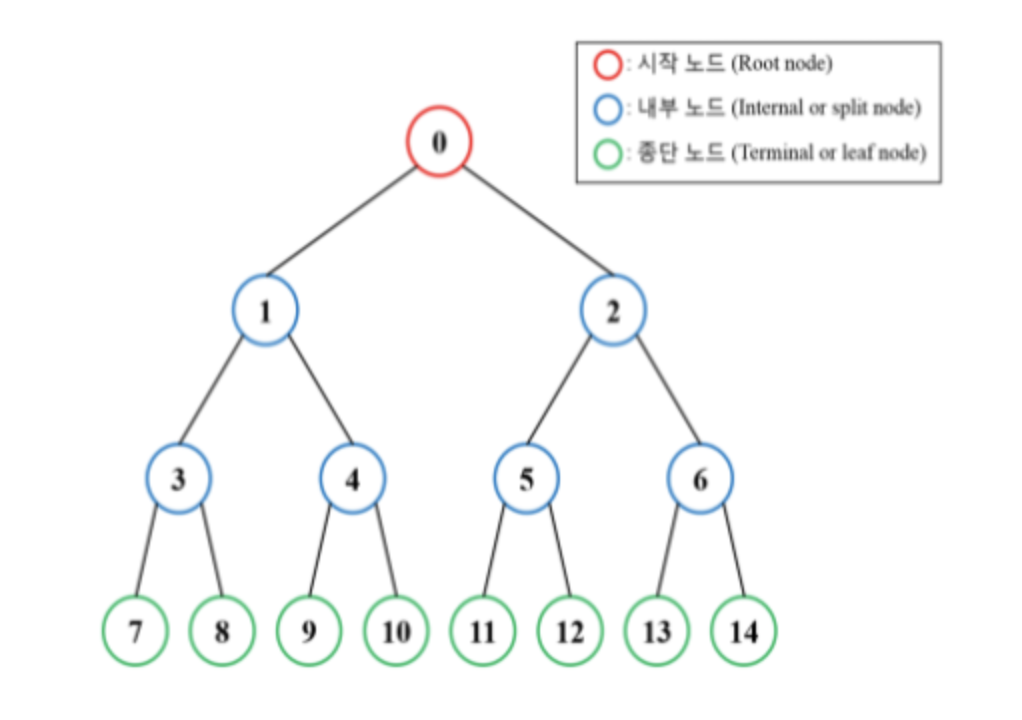 : 시작 노드 (Root node)
: 내부 노드 (Internal or split node)
: 종단 노드 (Terminal or leaf node)
0
1 2
3 4 5 6
7 8 9 10 11 12 13 14